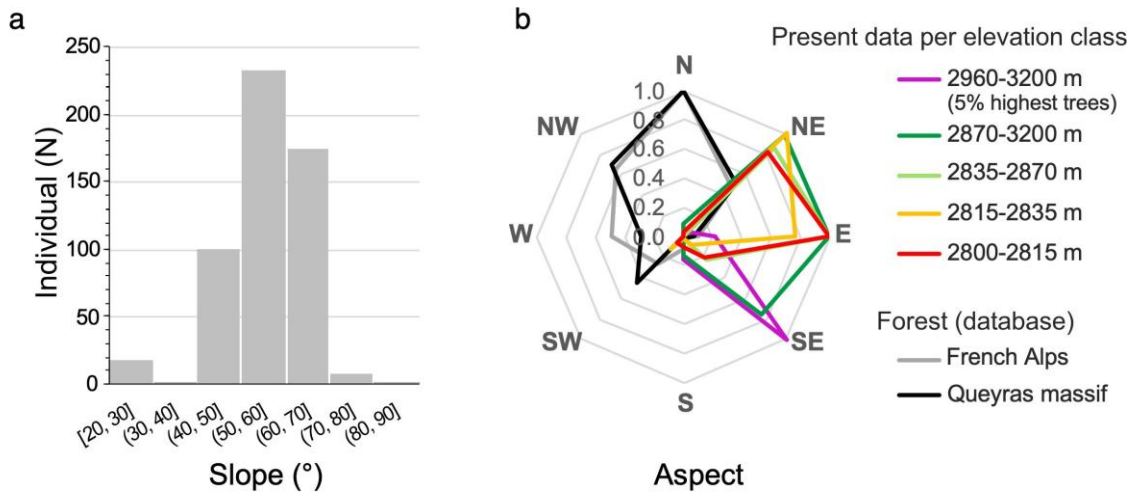 a
Individual (N)
250
200
150
100
50
0
[20, 30]
(30, 40]
(40, 50]
(50, 60]
(60, 70]
(70, 80]
(80, 90]
Slope (°)
b
N
NE
E
SE
S
SW
W
NW
1.0
0.8
0.6
0.4
0.2
0.0
Aspect
Present data per elevation class
2960-3200 m
(5% highest trees)
2870-3200 m
2835-2870 m
2815-2835 m
2800-2815 m
Forest (database)
French Alps
Queyras massif